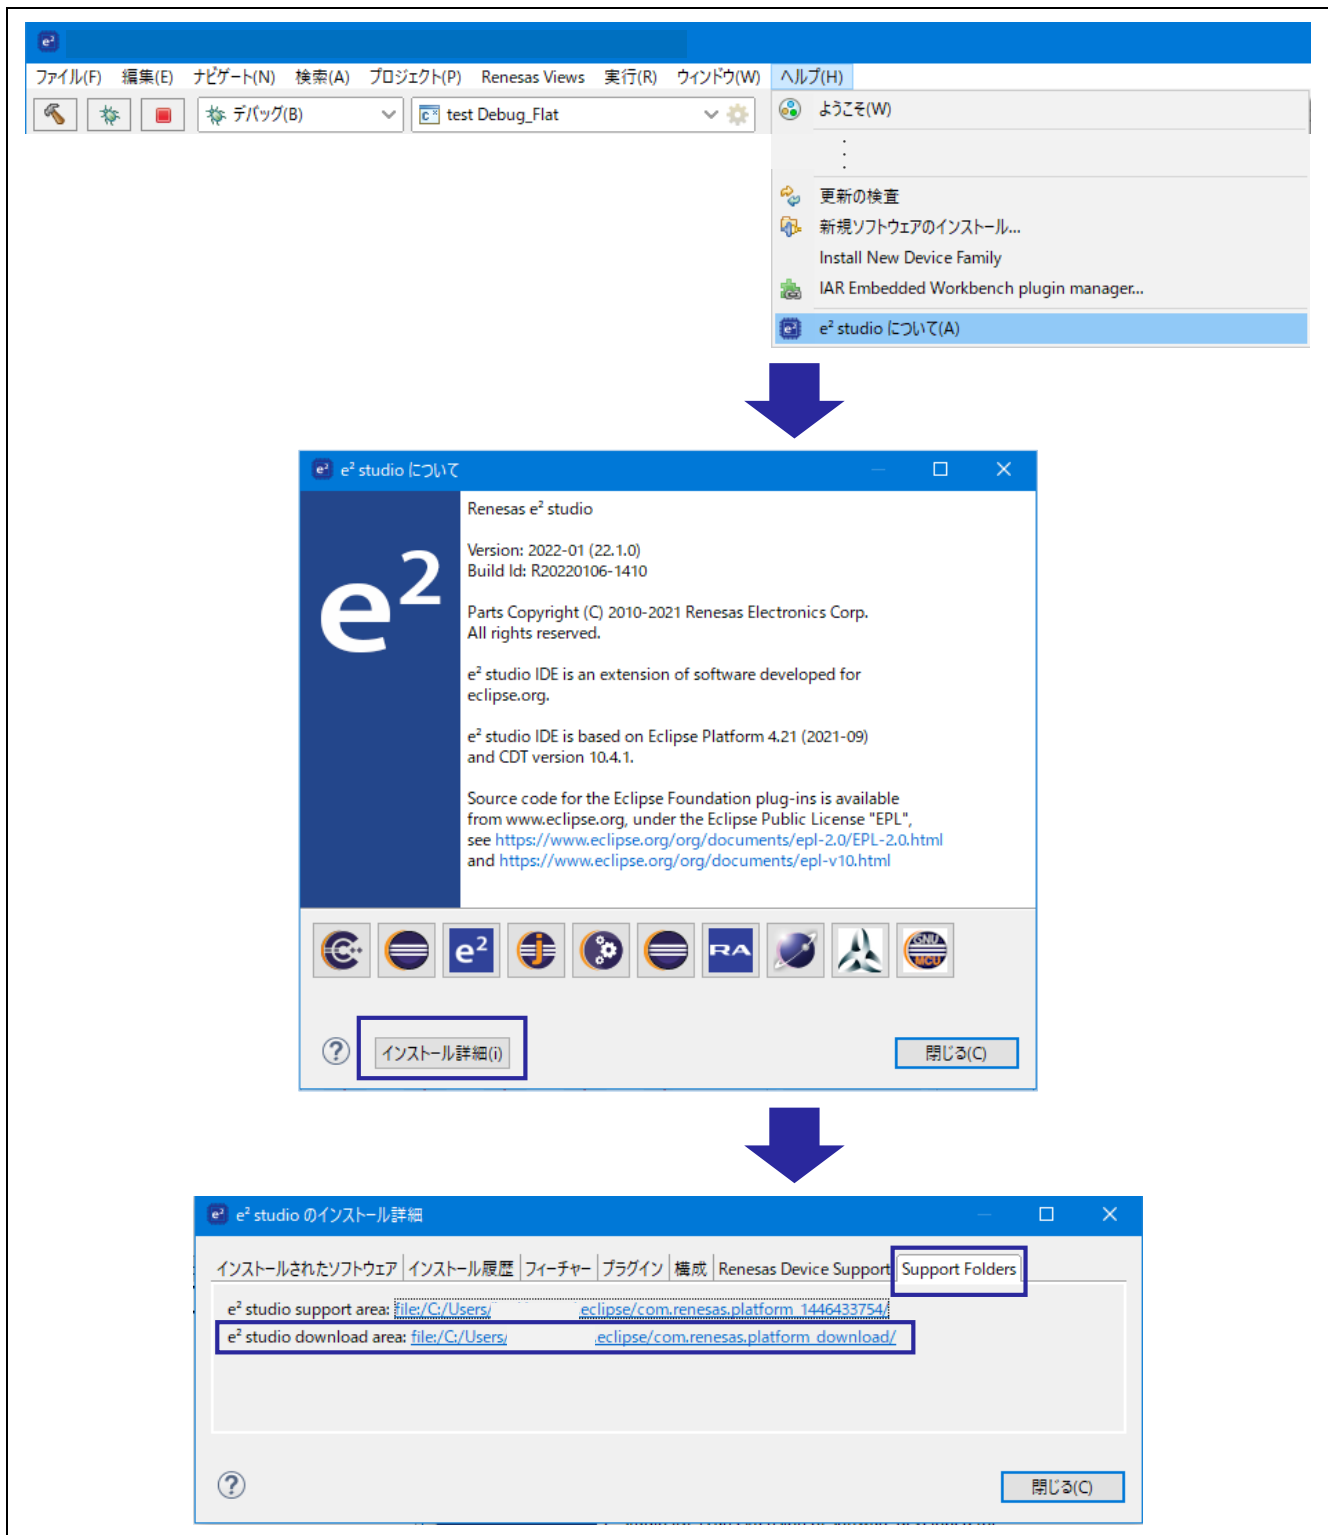 e²
ファイル(F) 編集(E) ナビゲート(N) 検索(A) プロジェクト(P) Renesas Views 実行(R) ウィンドウ(W) ヘルプ(H)
デバッグ(B) test Debug_Flat
ようこそ(W)
更新の検査
新規ソフトウェアのインストール...
Install New Device Family
IAR Embedded Workbench plugin manager...
e² studio について(A)
e² studio について
Renesas e² studio
Version: 2022-01 (22.1.0)
Build Id: R20220106-1410
Parts Copyright (C) 2010-2021 Renesas Electronics Corp.
All rights reserved.
e² studio IDE is an extension of software developed for
eclipse.org.
e² studio IDE is based on Eclipse Platform 4.21 (2021-09)
and CDT version 10.4.1.
Source code for the Eclipse Foundation plug-ins is available
from www.eclipse.org, under the Eclipse Public License "EPL",
see https://www.eclipse.org/org/documents/epl-2.0/EPL-2.0.html
and https://www.eclipse.org/org/documents/epl-v10.html
e²
C++ e² j RA GNU MCU
インストール詳細(i) 閉じる(C)
e² studio のインストール詳細
インストールされたソフトウェア インストール履歴 フィーチャー プラグイン 構成 Renesas Device Support Support Folders
e² studio support area: file:/C:/Users/ .eclipse/com.renesas.platform_1446433754/
e² studio download area: file:/C:/Users/ .eclipse/com.renesas.platform_download/
閉じる(C)